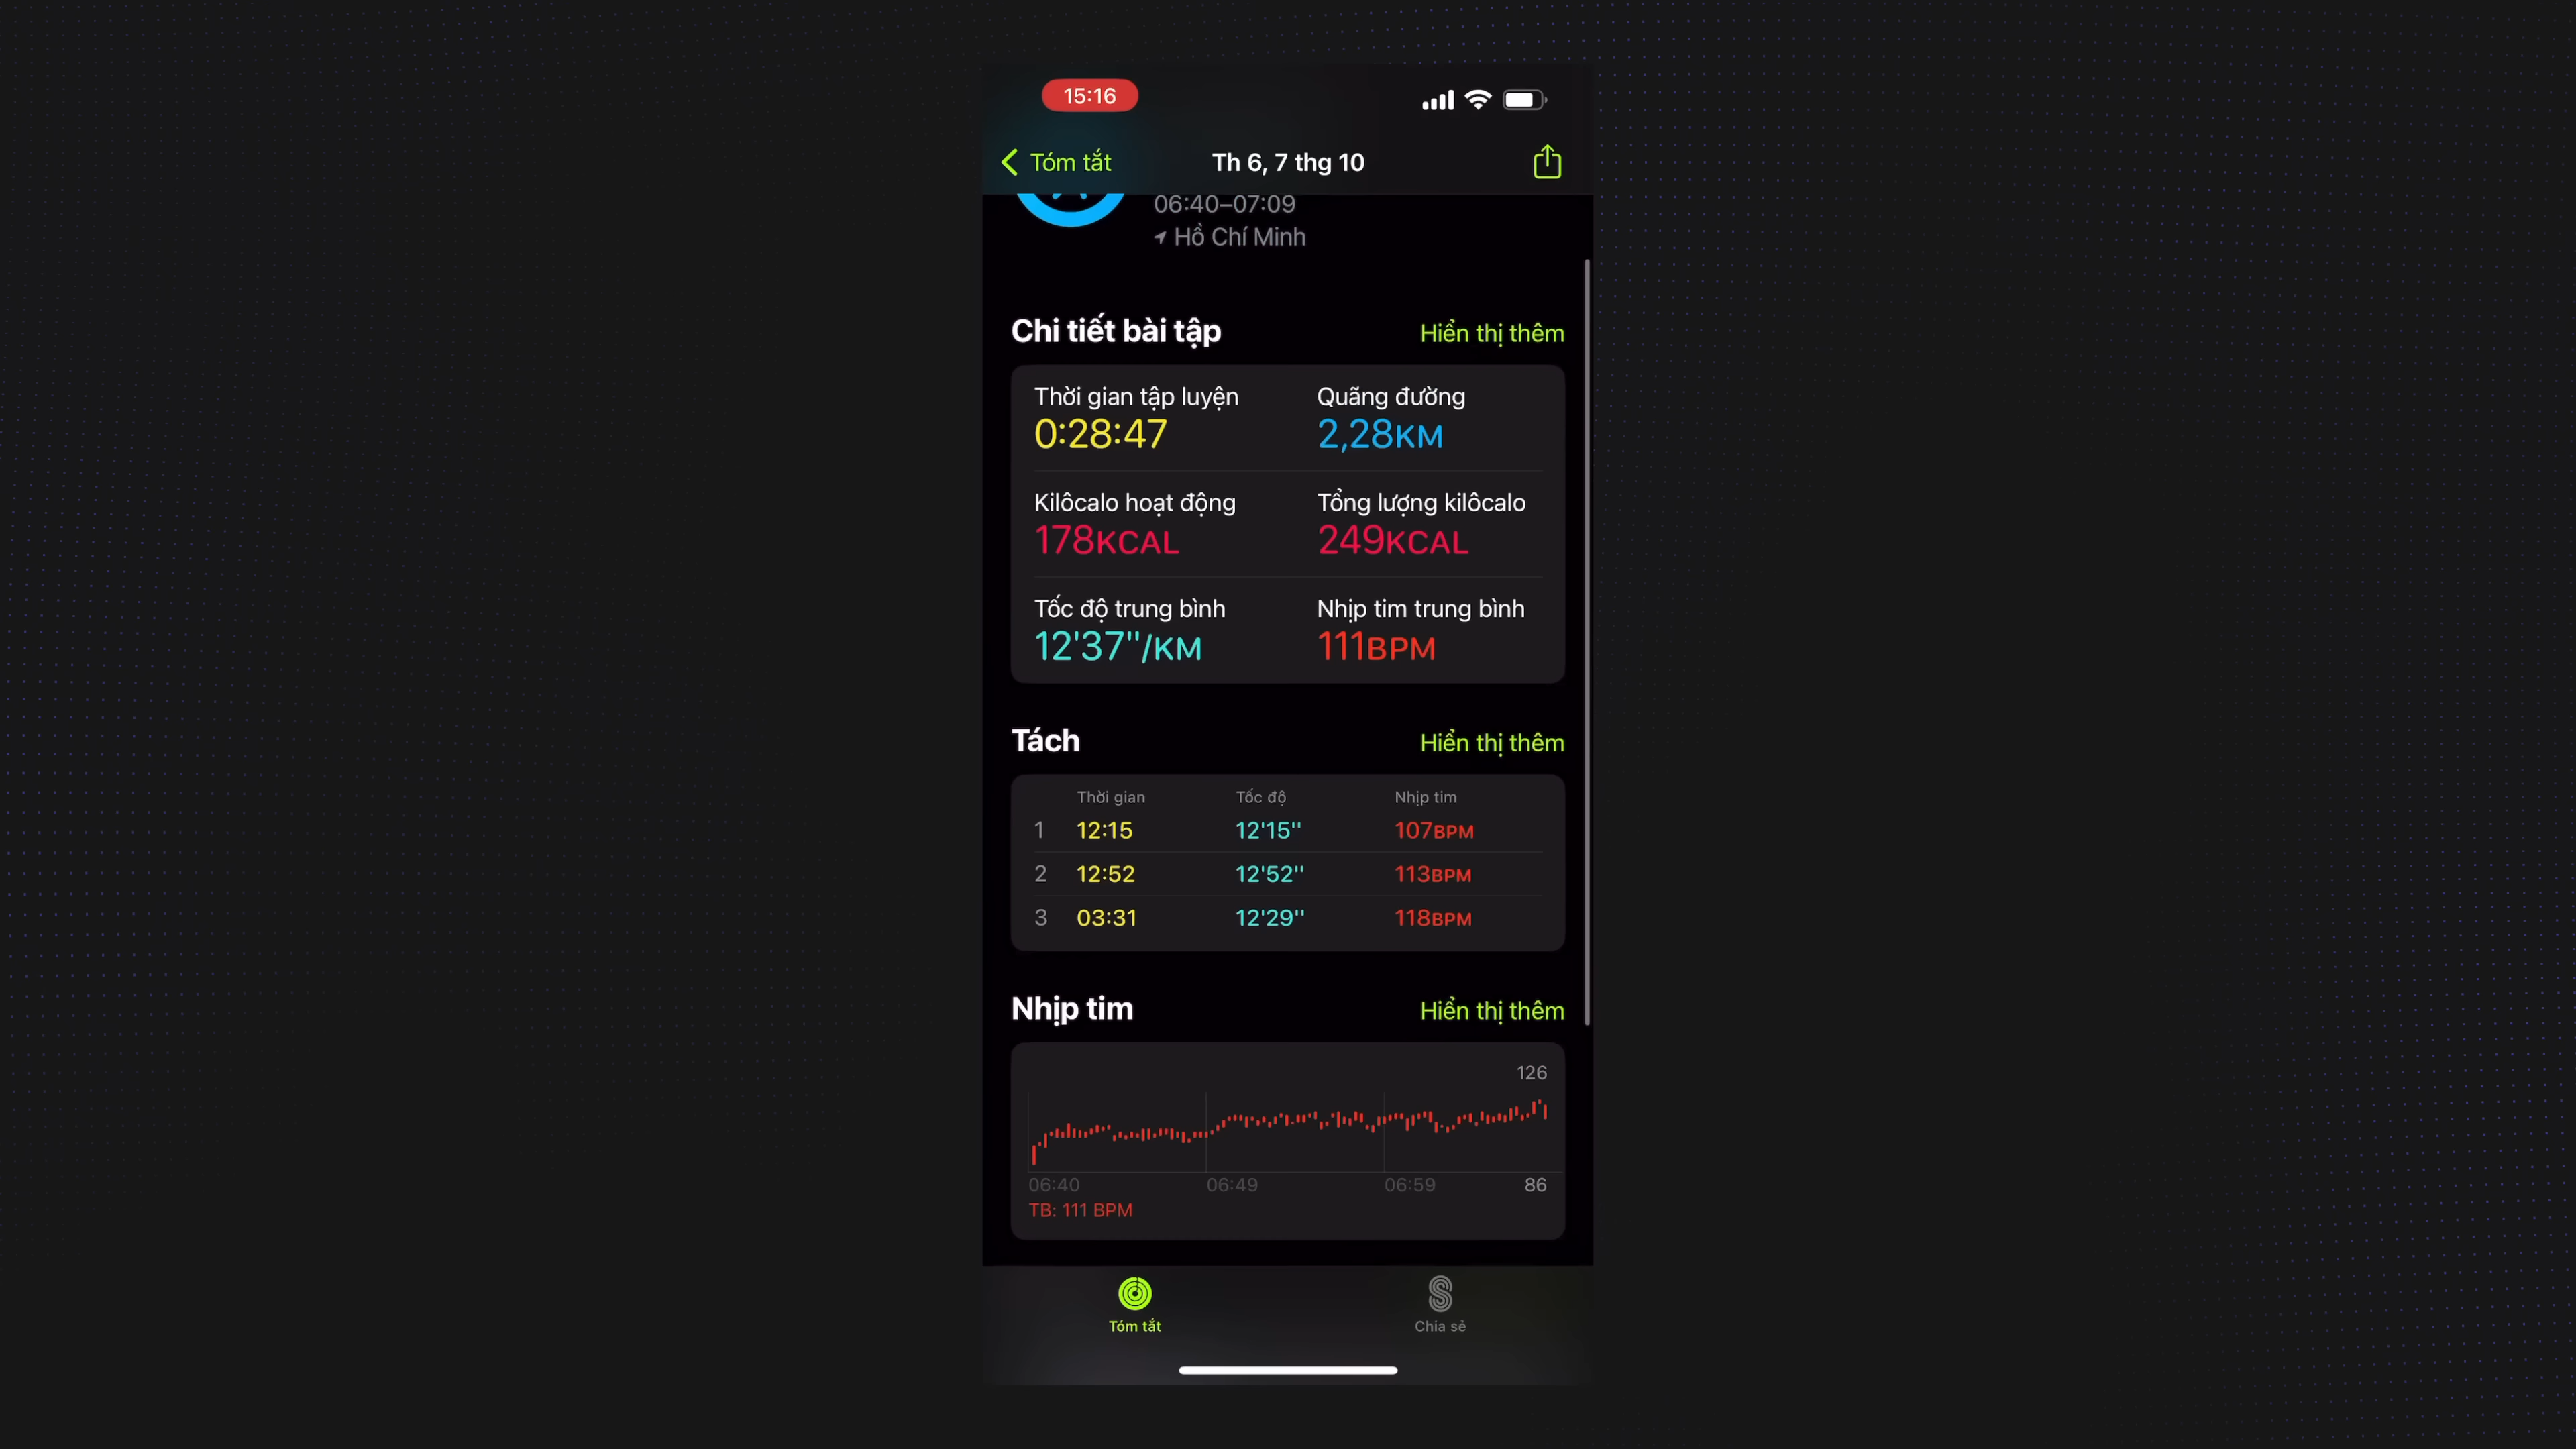 15:16
Tóm tắt
Th 6, 7 thg 10
06:40–07:09
Hồ Chí Minh
Chi tiết bài tập
Hiển thị thêm
Thời gian tập luyện
Quãng đường
0:28:47
2,28KM
Kilôcalo hoạt động
Tổng lượng kilôcalo
178KCAL
249KCAL
Tốc độ trung bình
Nhịp tim trung bình
12'37''/KM
111BPM
Tách
Hiển thị thêm
Thời gian Tốc độ Nhịp tim
1 12:15 12'15'' 107BPM
2 12:52 12'52'' 113BPM
3 03:31 12'29'' 118BPM
Nhịp tim
Hiển thị thêm
126
06:40 06:49 06:59 86
TB: 111 BPM
Tóm tắt
Chia sẻ